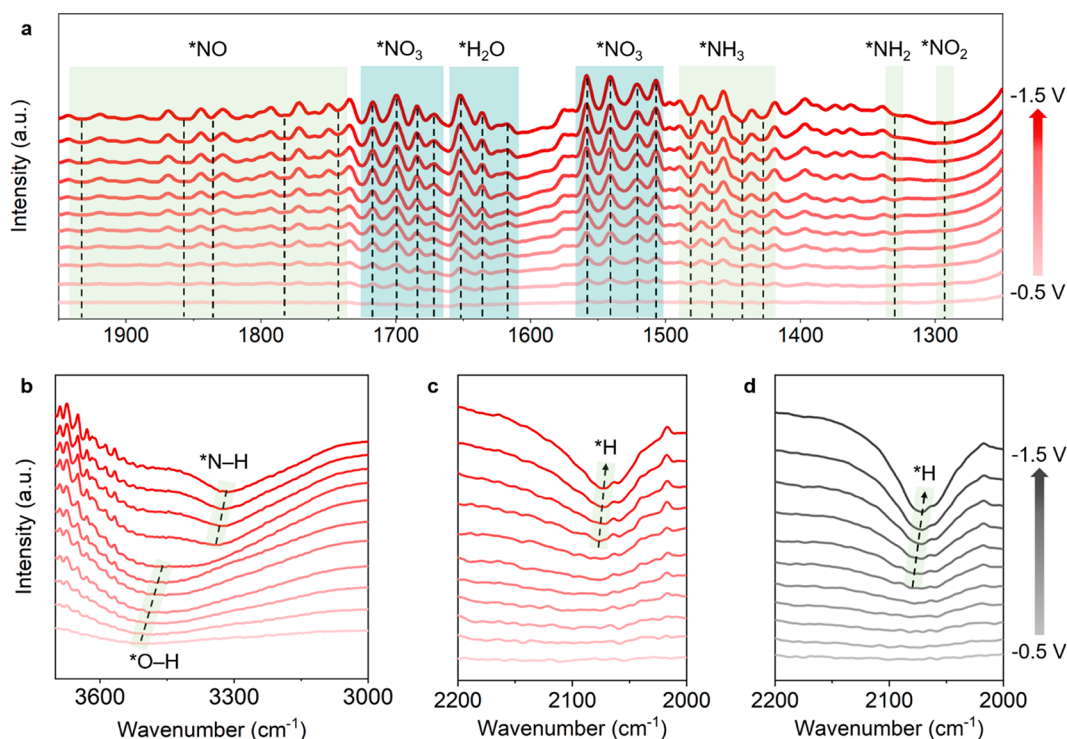 a
*NO *NO₃ *H₂O *NO₃ *NH₃ *NH₂ *NO₂
-1.5 V
Intensity (a.u.)
-0.5 V
1900 1800 1700 1600 1500 1400 1300
b c d
*N–H *H *H
-1.5 V
Intensity (a.u.)
*O–H
-0.5 V
3600 3300 3000 2200 2100 2000 2200 2100 2000
Wavenumber (cm⁻¹) Wavenumber (cm⁻¹) Wavenumber (cm⁻¹)